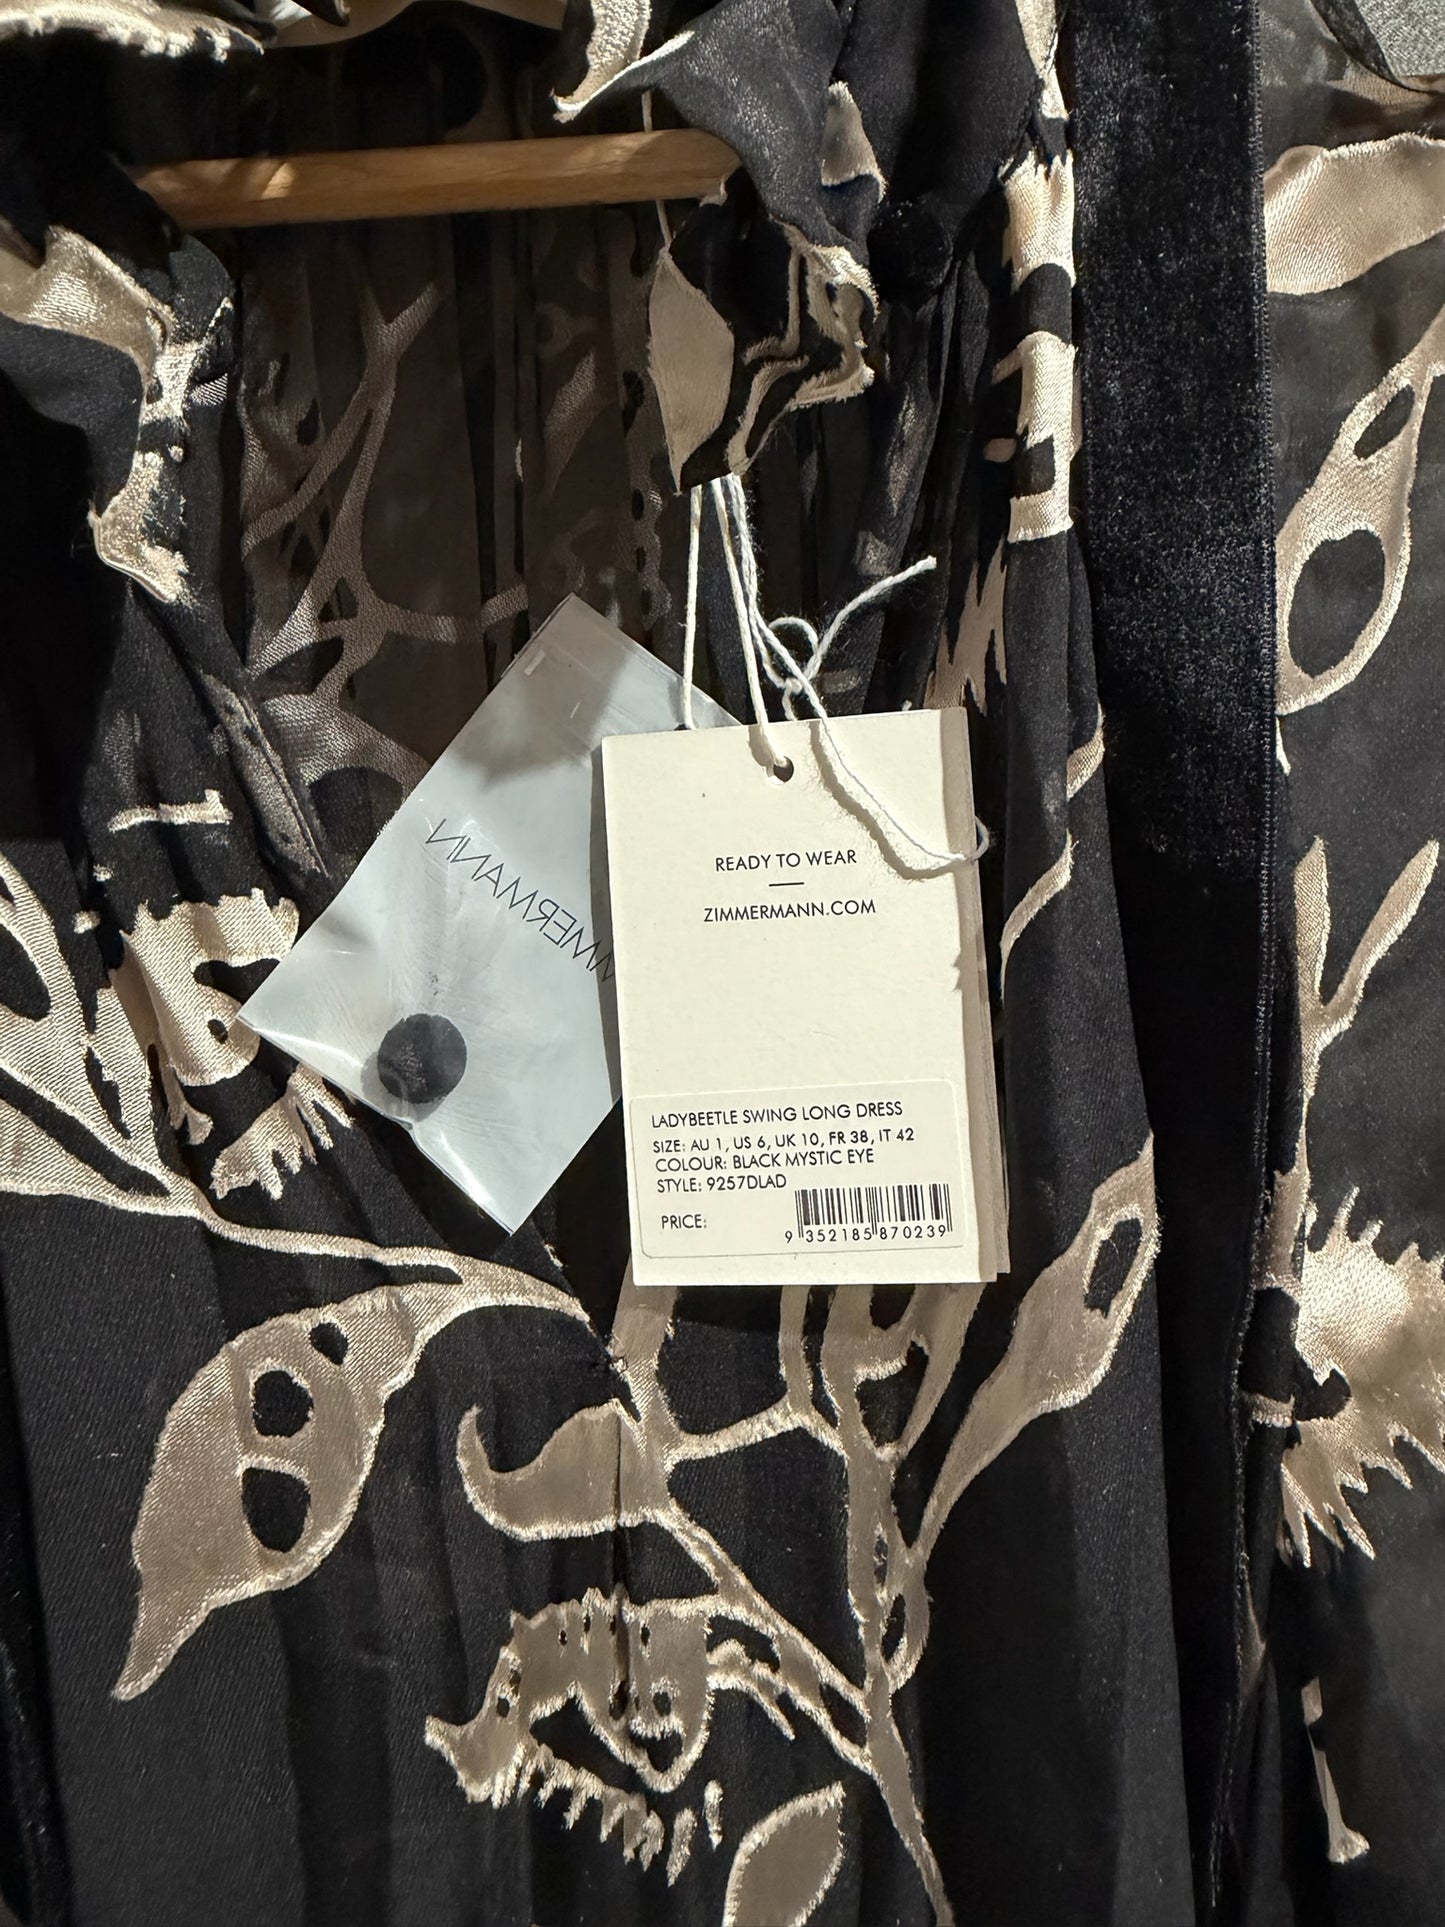 ZIMMERMANN
READY TO WEAR
ZIMMERMANN.COM
LADYBEETLE SWING LONG DRESS
SIZE: AU 1, US 6, UK 10, FR 38, IT 42
COLOUR: BLACK MYSTIC EYE
STYLE: 9257DLAD
PRICE:
9 352185 870239